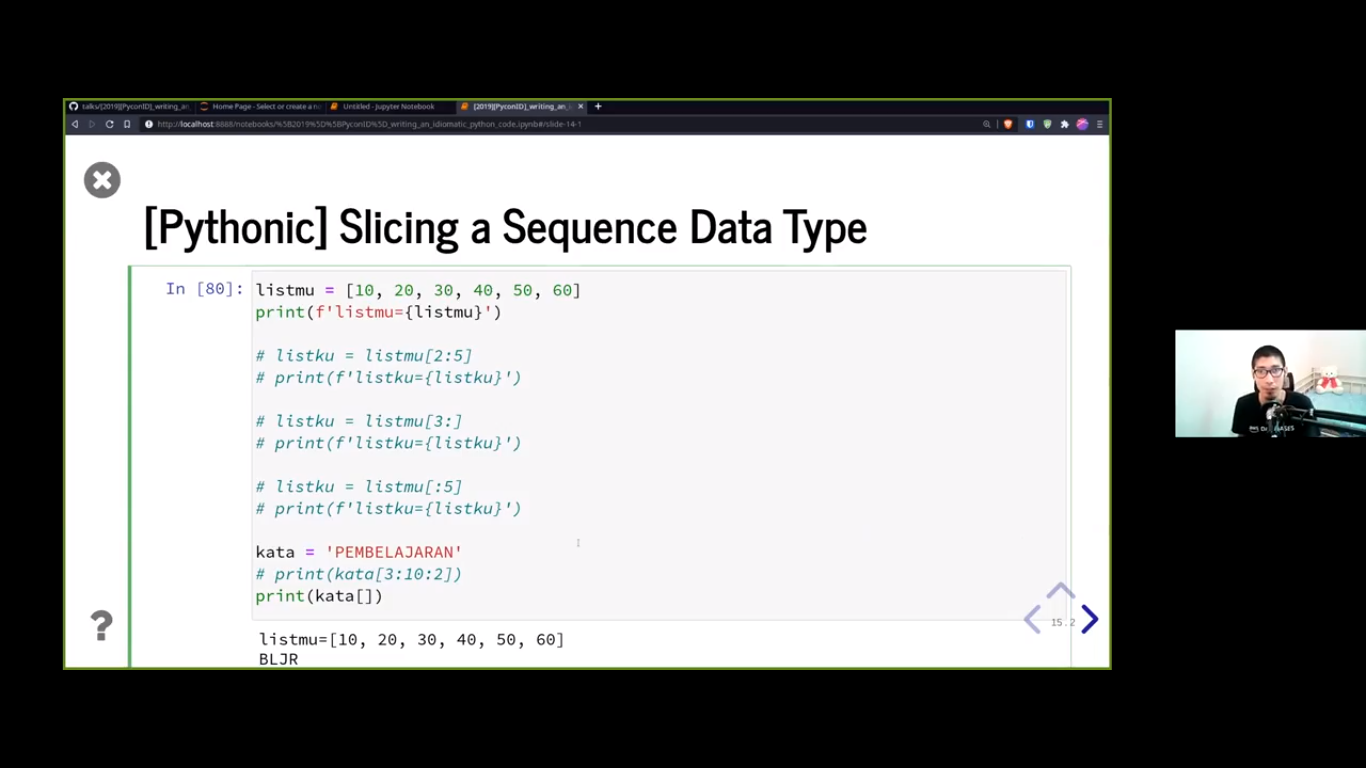 talks/[2019][PyconID]_writing_an_
Home Page - Select or create a no
Untitled - Jupyter Notebook
[2019][PyconID]_writing_an_i
http://localhost:8888/notebooks/%5B2019%5D%5BPyconID%5D_writing_an_idiomatic_python_code.ipynb#/slide-14-1
[Pythonic] Slicing a Sequence Data Type
In [80]:
listmu = [10, 20, 30, 40, 50, 60]
print(f'listmu={listmu}')
# listku = listmu[2:5]
# print(f'listku={listku}')
# listku = listmu[3:]
# print(f'listku={listku}')
# listku = listmu[:5]
# print(f'listku={listku}')
kata = 'PEMBELAJARAN'
# print(kata[3:10:2])
print(kata[])
15.2
listmu=[10, 20, 30, 40, 50, 60]
BLJR